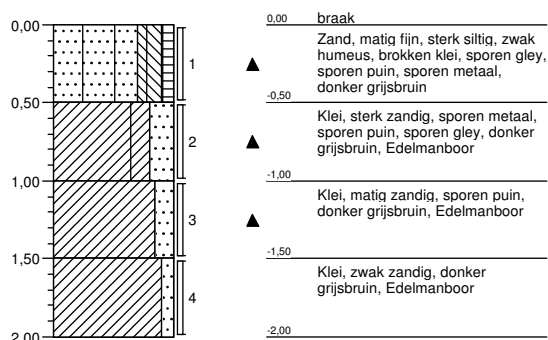 0,00
0,50
1,00
1,50
2,00
1
2
3
4
0,00 braak
Zand, matig fijn, sterk siltig, zwak
humeus, brokken klei, sporen gley,
sporen puin, sporen metaal,
donker grijsbruin
-0,50
Klei, sterk zandig, sporen metaal,
sporen puin, sporen gley, donker
grijsbruin, Edelmanboor
-1,00
Klei, matig zandig, sporen puin,
donker grijsbruin, Edelmanboor
-1,50
Klei, zwak zandig, donker
grijsbruin, Edelmanboor
-2,00